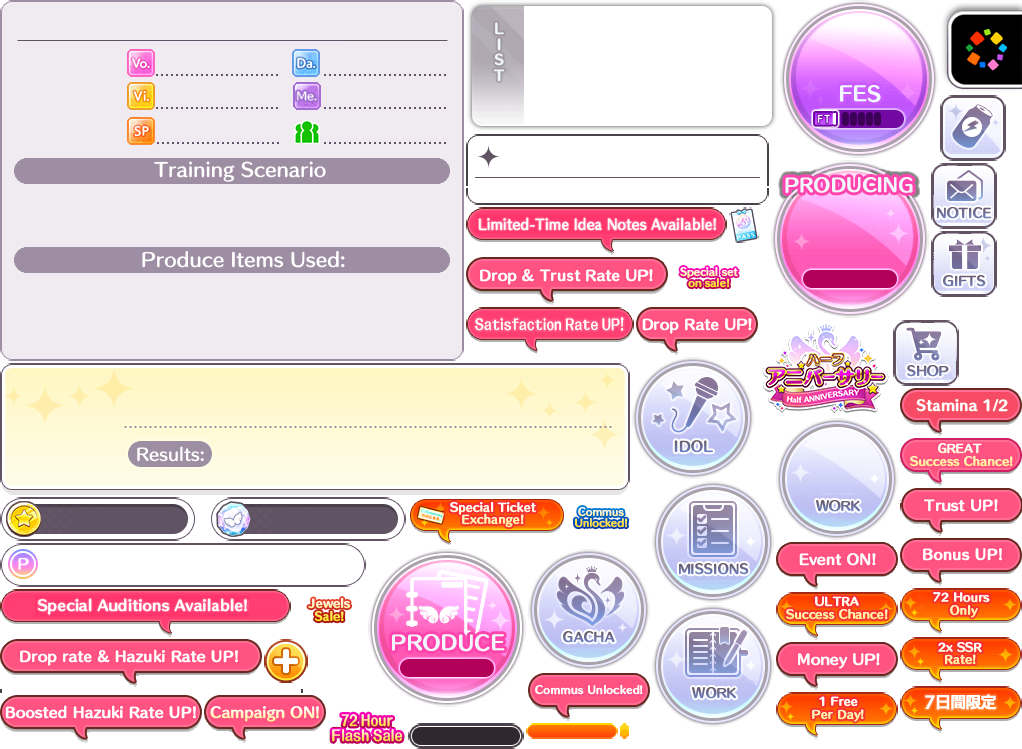 Vo.
Da.
Vi.
Me.
SP
Training Scenario
Produce Items Used:
LIST
FES
FT
PRODUCING
NOTICE
GIFTS
Limited-Time Idea Notes Available!
PASS
Drop & Trust Rate UP!
Special set
on sale!
Satisfaction Rate UP!
Drop Rate UP!
ハーフ
アニバーサリー
Half ANNIVERSARY
SHOP
Stamina 1/2
GREAT
Success Chance!
Trust UP!
Bonus UP!
72 Hours
Only
2x SSR
Rate!
7日間限定
Results:
IDOL
WORK
Special Ticket
Exchange!
Commus
Unlocked!
MISSIONS
Event ON!
ULTRA
Success Chance!
Money UP!
1 Free
Per Day!
P
Special Auditions Available!
Jewels
Sale!
PRODUCE
GACHA
WORK
Drop rate & Hazuki Rate UP!
Commus Unlocked!
Boosted Hazuki Rate UP!
Campaign ON!
72 Hour
Flash Sale